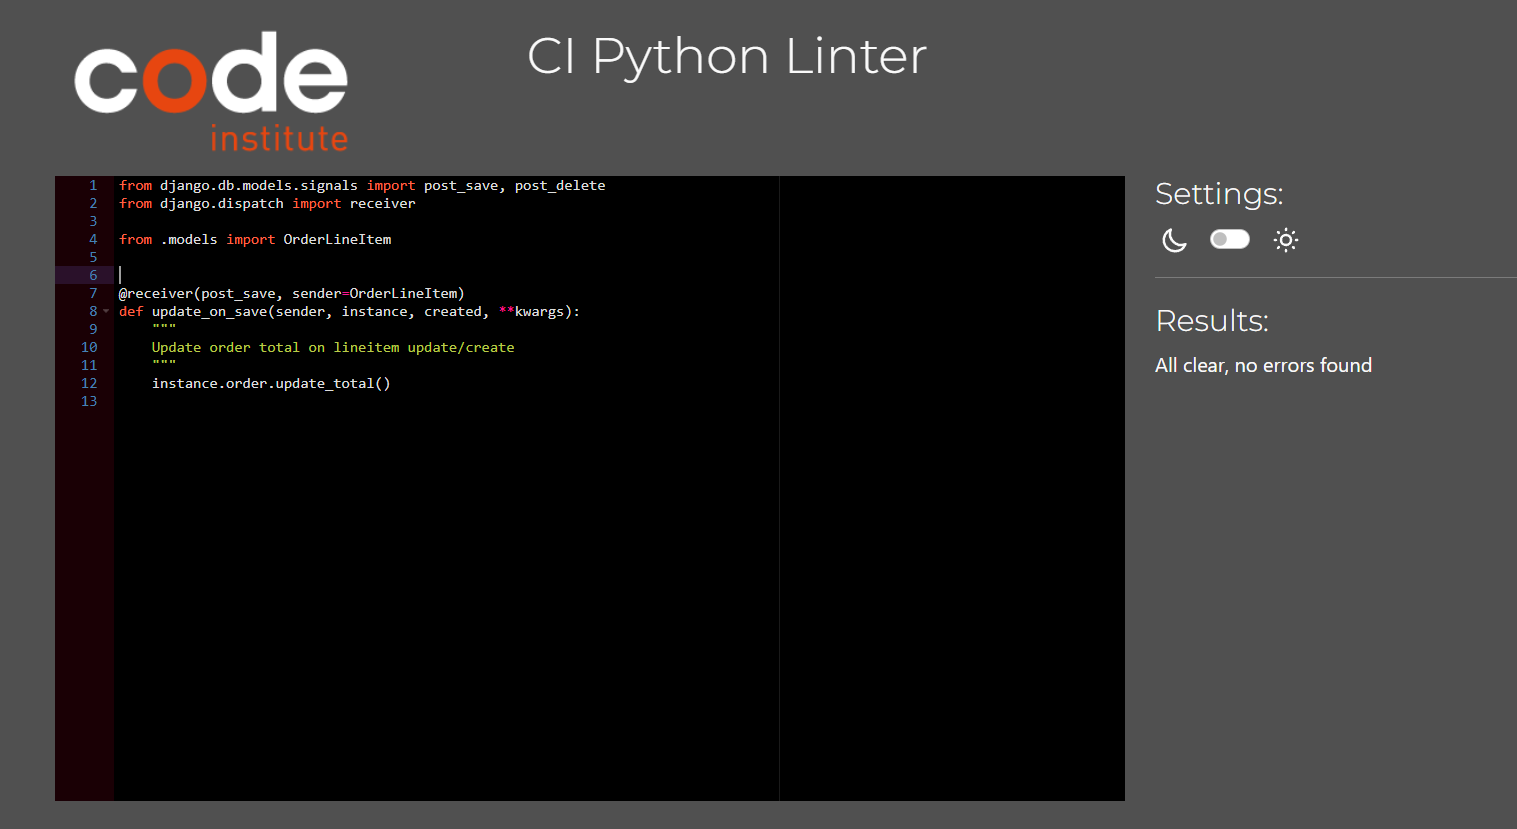 code
institute
CI Python Linter
1 from django.db.models.signals import post_save, post_delete
2 from django.dispatch import receiver
3
4 from .models import OrderLineItem
5
6
7 @receiver(post_save, sender=OrderLineItem)
8 def update_on_save(sender, instance, created, **kwargs):
9     """
10     Update order total on lineitem update/create
11     """
12     instance.order.update_total()
13
Settings:
Results:
All clear, no errors found